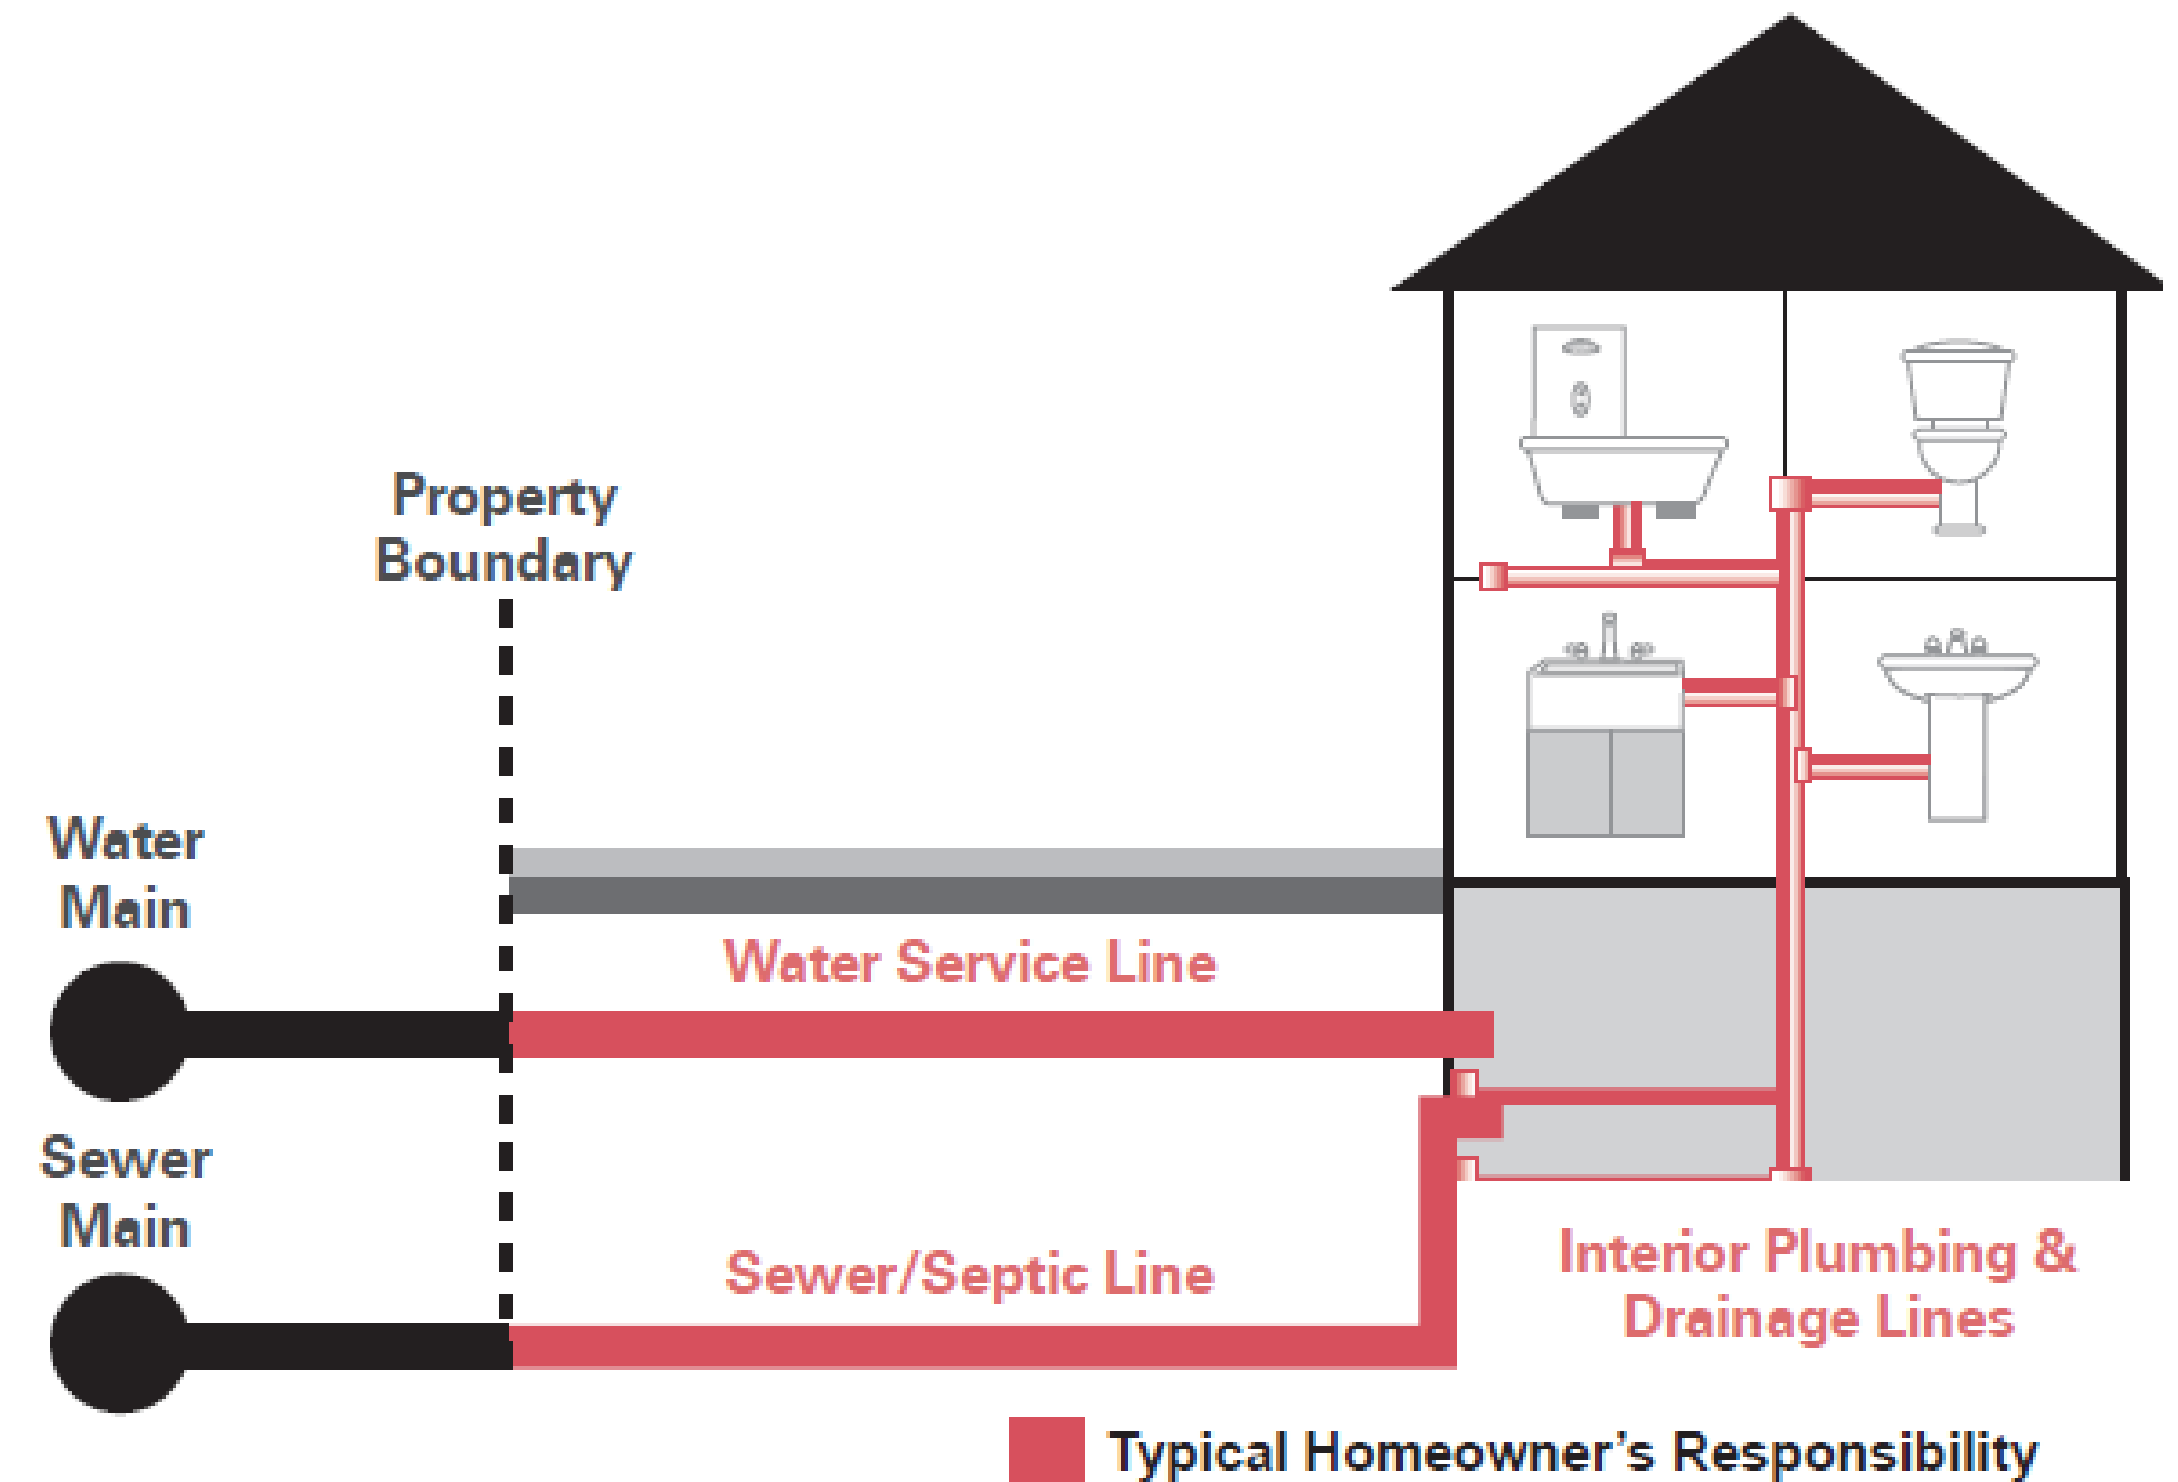 Property
Boundary
Water
Main
Water Service Line
Sewer
Main
Sewer/Septic Line
Interior Plumbing &
Drainage Lines
Typical Homeowner’s Responsibility